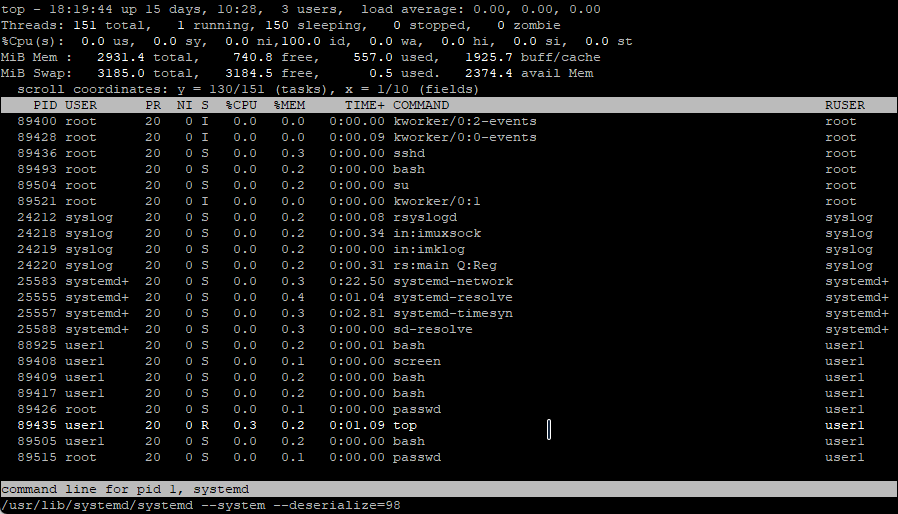 top - 18:19:44 up 15 days, 10:28,  3 users,  load average: 0.00, 0.00, 0.00
Threads: 151 total,   1 running, 150 sleeping,   0 stopped,   0 zombie
%Cpu(s):  0.0 us,  0.0 sy,  0.0 ni,100.0 id,  0.0 wa,  0.0 hi,  0.0 si,  0.0 st
MiB Mem :   2931.4 total,    740.8 free,    557.0 used,   1925.7 buff/cache
MiB Swap:   3185.0 total,   3184.5 free,      0.5 used.   2374.4 avail Mem
  scroll coordinates: y = 130/151 (tasks), x = 1/10 (fields)
    PID USER      PR  NI S  %CPU  %MEM     TIME+ COMMAND                                               RUSER
  89400 root      20   0 I   0.0   0.0   0:00.00 kworker/0:2-events                                    root
  89428 root      20   0 I   0.0   0.0   0:00.09 kworker/0:0-events                                    root
  89436 root      20   0 S   0.0   0.3   0:00.00 sshd                                                  root
  89493 root      20   0 S   0.0   0.2   0:00.00 bash                                                  root
  89504 root      20   0 S   0.0   0.2   0:00.00 su                                                    root
  89521 root      20   0 I   0.0   0.0   0:00.00 kworker/0:1                                           root
  24212 syslog    20   0 S   0.0   0.2   0:00.08 rsyslogd                                              syslog
  24218 syslog    20   0 S   0.0   0.2   0:00.34 in:imuxsock                                           syslog
  24219 syslog    20   0 S   0.0   0.2   0:00.00 in:imklog                                             syslog
  24220 syslog    20   0 S   0.0   0.2   0:00.31 rs:main Q:Reg                                         syslog
  25583 systemd+  20   0 S   0.0   0.3   0:22.50 systemd-network                                       systemd+
  25555 systemd+  20   0 S   0.0   0.4   0:01.04 systemd-resolve                                       systemd+
  25557 systemd+  20   0 S   0.0   0.3   0:02.81 systemd-timesyn                                       systemd+
  25588 systemd+  20   0 S   0.0   0.3   0:00.00 sd-resolve                                            systemd+
  88925 user1     20   0 S   0.0   0.2   0:00.01 bash                                                  user1
  89408 user1     20   0 S   0.0   0.1   0:00.00 screen                                                user1
  89409 user1     20   0 S   0.0   0.2   0:00.00 bash                                                  user1
  89417 user1     20   0 S   0.0   0.2   0:00.00 bash                                                  user1
  89426 root      20   0 S   0.0   0.1   0:00.00 passwd                                                user1
  89435 user1     20   0 R   0.3   0.2   0:01.09 top                                                   user1
  89505 user1     20   0 S   0.0   0.2   0:00.00 bash                                                  user1
  89515 root      20   0 S   0.0   0.1   0:00.00 passwd                                                user1
command line for pid 1, systemd
/usr/lib/systemd/systemd --system --deserialize=98